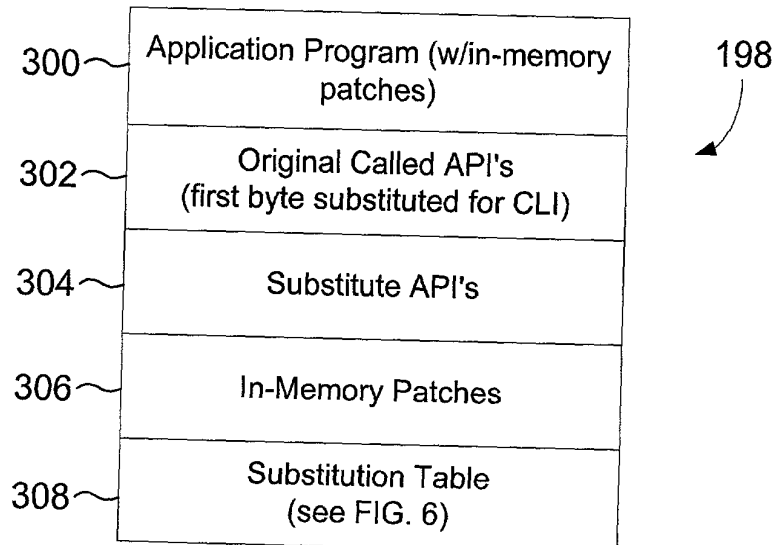 300
Application Program (w/in-memory
patches)
198
302
Original Called API's
(first byte substituted for CLI)
304
Substitute API's
306
In-Memory Patches
308
Substitution Table
(see FIG. 6)